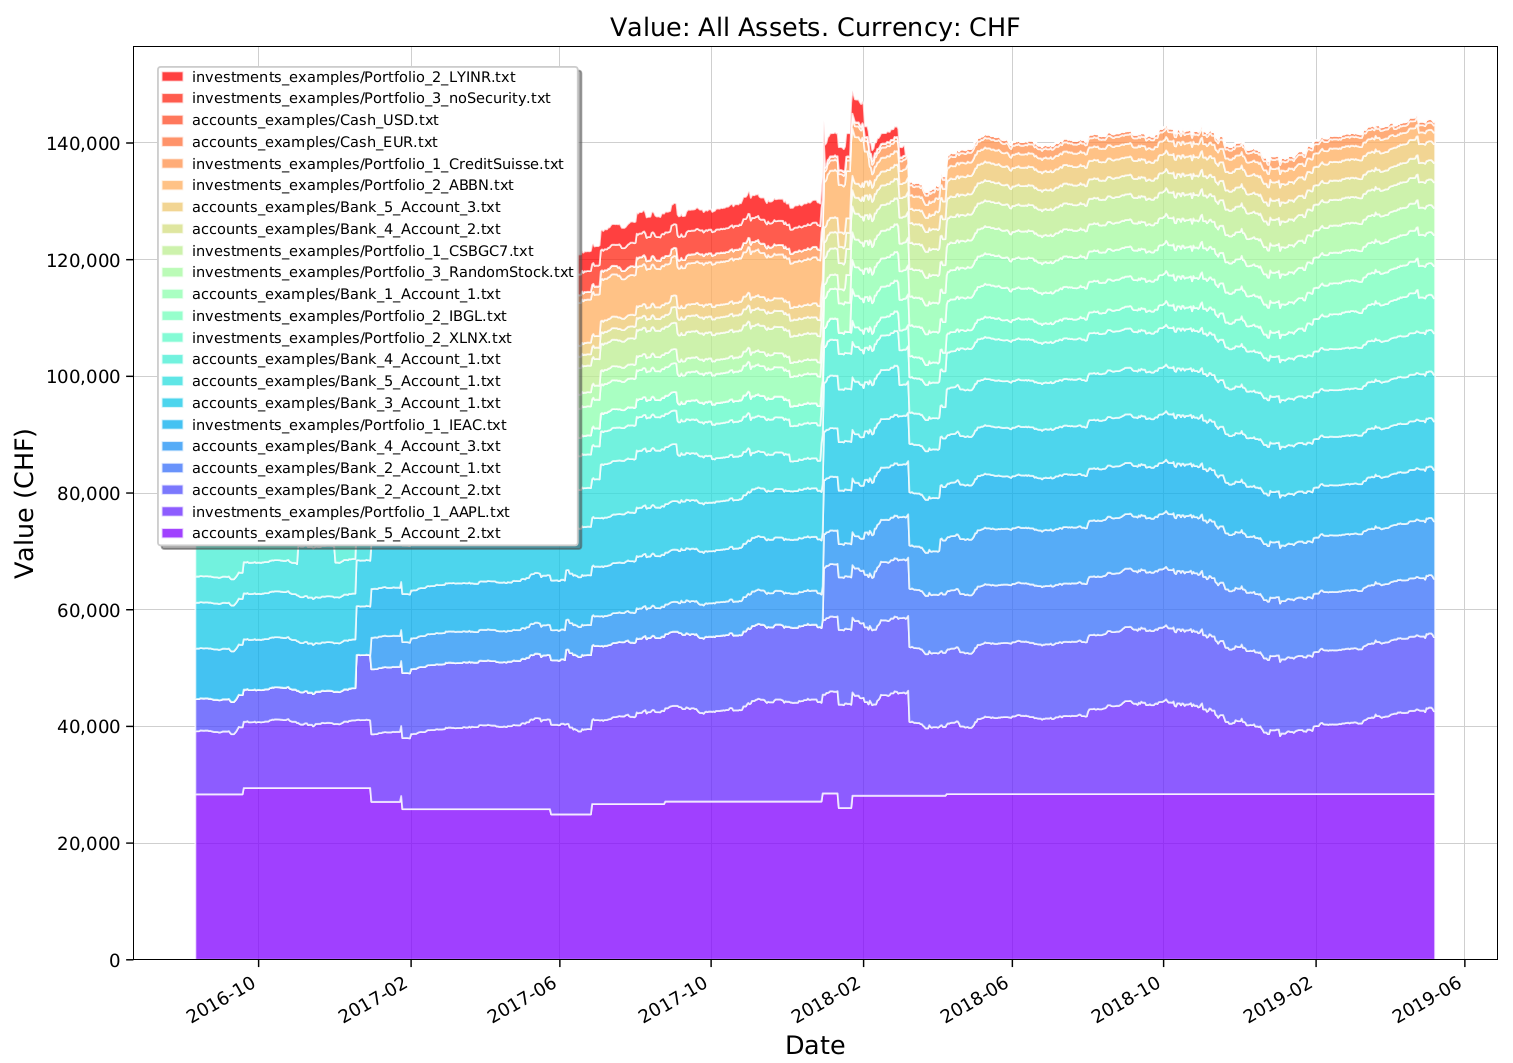 Value: All Assets. Currency: CHF
investments_examples/Portfolio_2_LYINR.txt
investments_examples/Portfolio_3_noSecurity.txt
accounts_examples/Cash_USD.txt
accounts_examples/Cash_EUR.txt
investments_examples/Portfolio_1_CreditSuisse.txt
investments_examples/Portfolio_2_ABBN.txt
accounts_examples/Bank_5_Account_3.txt
accounts_examples/Bank_4_Account_2.txt
investments_examples/Portfolio_1_CSBGC7.txt
investments_examples/Portfolio_3_RandomStock.txt
accounts_examples/Bank_1_Account_1.txt
investments_examples/Portfolio_2_IBGL.txt
investments_examples/Portfolio_2_XLNX.txt
accounts_examples/Bank_4_Account_1.txt
accounts_examples/Bank_5_Account_1.txt
accounts_examples/Bank_3_Account_1.txt
investments_examples/Portfolio_1_IEAC.txt
accounts_examples/Bank_4_Account_3.txt
accounts_examples/Bank_2_Account_1.txt
accounts_examples/Bank_2_Account_2.txt
investments_examples/Portfolio_1_AAPL.txt
accounts_examples/Bank_5_Account_2.txt
140,000
120,000
100,000
80,000
60,000
40,000
20,000
0
Value (CHF)
2016-10
2017-02
2017-06
2017-10
2018-02
2018-06
2018-10
2019-02
2019-06
Date